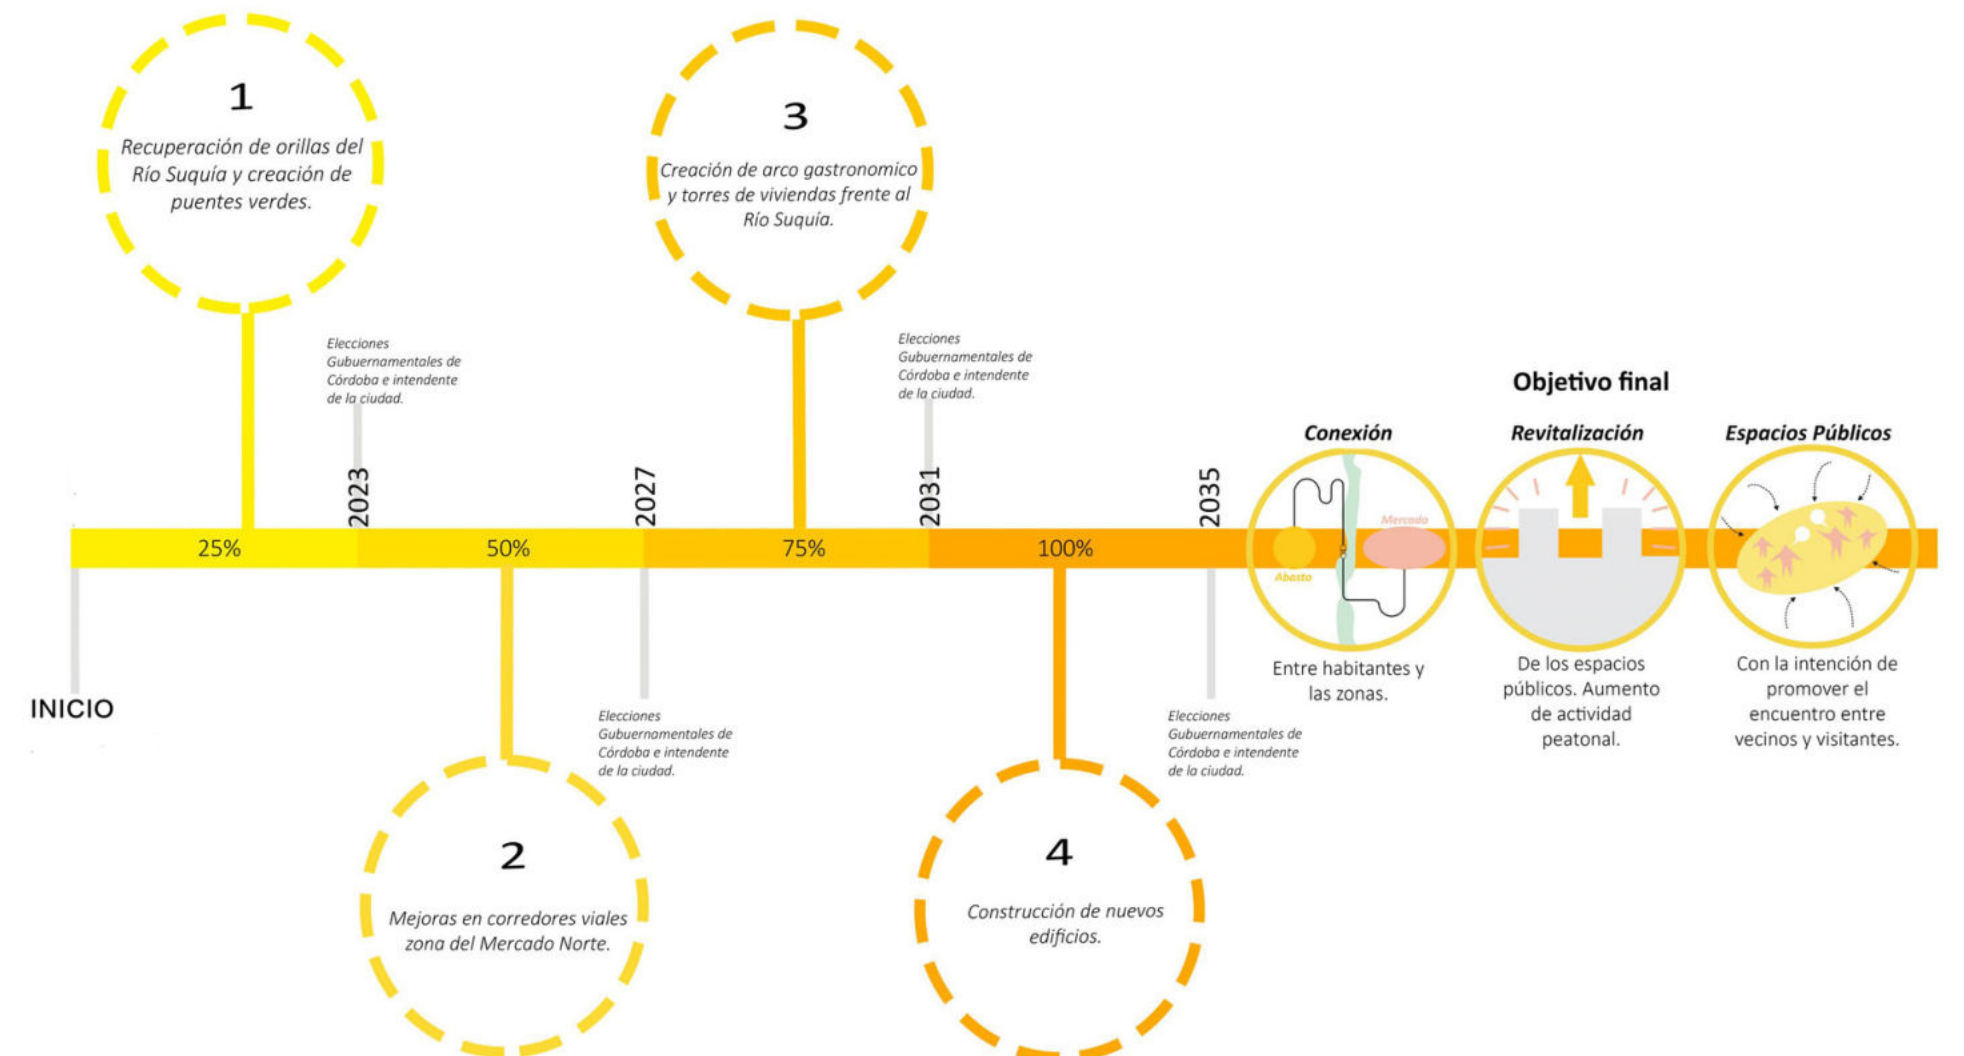 1
Recuperación de orillas del
Río Suquía y creación de
puentes verdes.
3
Creación de arco gastronomico
y torres de viviendas frente al
Río Suquía.
Elecciones
Gubuernamentales de
Córdoba e intendente
de la ciudad.
Elecciones
Gubuernamentales de
Córdoba e intendente
de la ciudad.
Objetivo final
Conexión
Revitalización
Espacios Públicos
2023
2027
2031
2035
25%
50%
75%
100%
Mercado
Abasto
INICIO
Entre habitantes y
las zonas.
De los espacios
públicos. Aumento
de actividad
peatonal.
Con la intención de
promover el
encuentro entre
vecinos y visitantes.
Elecciones
Gubuernamentales de
Córdoba e intendente
de la ciudad.
Elecciones
Gubuernamentales de
Córdoba e intendente
de la ciudad.
2
Mejoras en corredores viales
zona del Mercado Norte.
4
Construcción de nuevos
edificios.